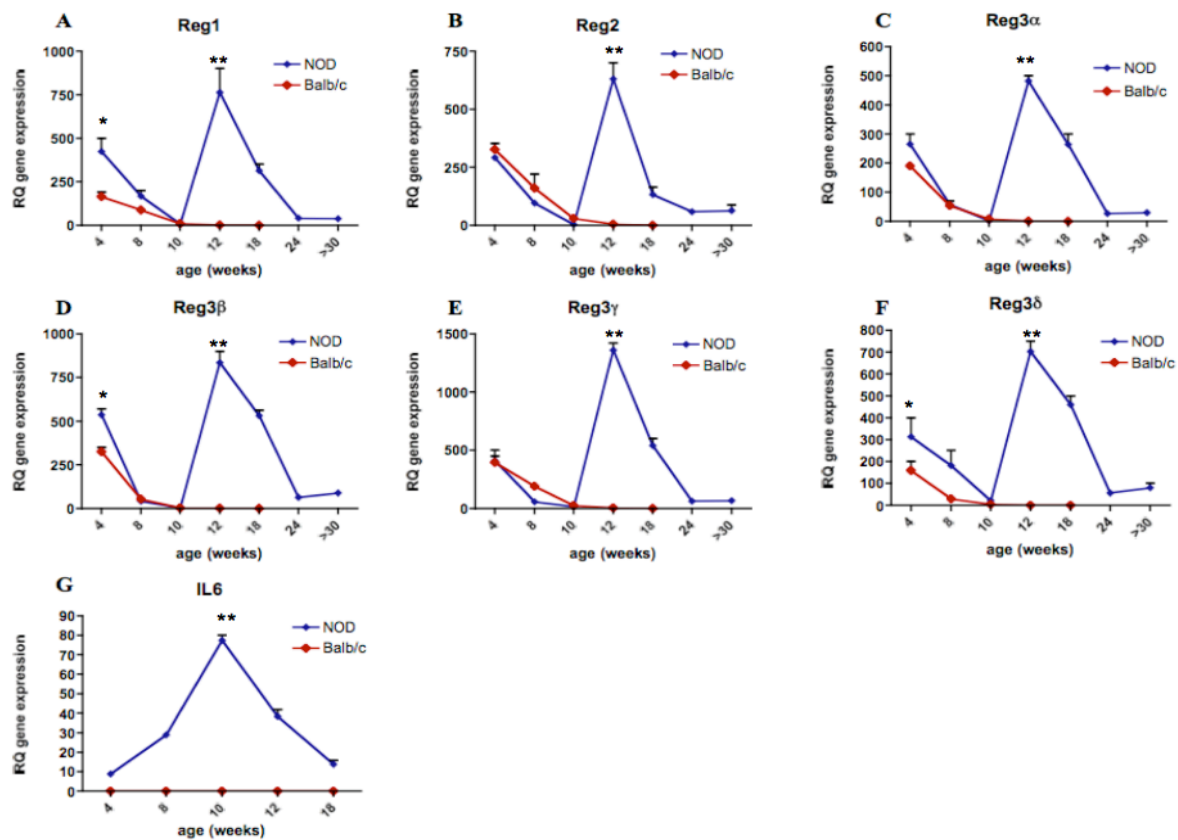 A
Reg1
RQ gene expression
1000
750
500
250
0
*
**
NOD
Balb/c
4
8
10
12
18
24
>30
age (weeks)
B
Reg2
RQ gene expression
750
500
250
0
**
NOD
Balb/c
4
8
10
12
18
24
>30
age (weeks)
C
Reg3α
RQ gene expression
600
500
400
300
200
100
0
**
NOD
Balb/c
4
8
10
12
18
24
>30
age (weeks)
D
Reg3β
RQ gene expression
1000
750
500
250
0
*
**
NOD
Balb/c
4
8
10
12
18
24
>30
age (weeks)
E
Reg3γ
RQ gene expression
1500
1000
500
0
**
NOD
Balb/c
4
8
10
12
18
24
>30
age (weeks)
F
Reg3δ
RQ gene expression
800
700
600
500
400
300
200
100
0
*
**
NOD
Balb/c
4
8
10
12
18
24
>30
age (weeks)
G
IL6
RQ gene expression
90
80
70
60
50
40
30
20
10
0
**
NOD
Balb/c
4
8
10
12
18
age (weeks)